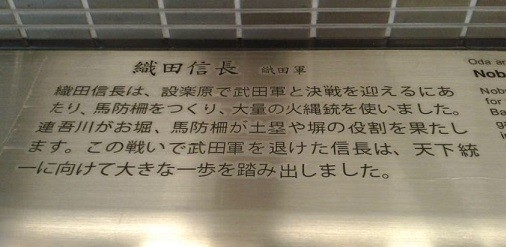 織田信長 織田軍
織田信長は、設楽原で武田軍と決戦を迎えるにあ
たり、馬防柵をつくり、大量の火縄銃を使いました。
連吾川がお堀、馬防柵が土塁や塀の役割を果たし
ます。この戦いで武田軍を退けた信長は、天下統
一に向けて大きな一歩を踏み出しました。
Oda
Nob
Nobu
for
Ba
ga
in